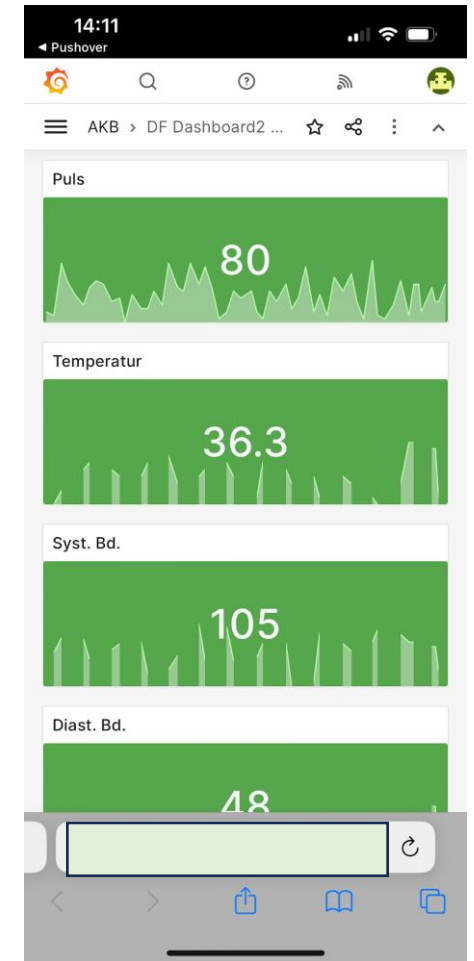 14:11
◄ Pushover
AKB > DF Dashboard2 ...
Puls
80
Temperatur
36.3
Syst. Bd.
105
Diast. Bd.
48